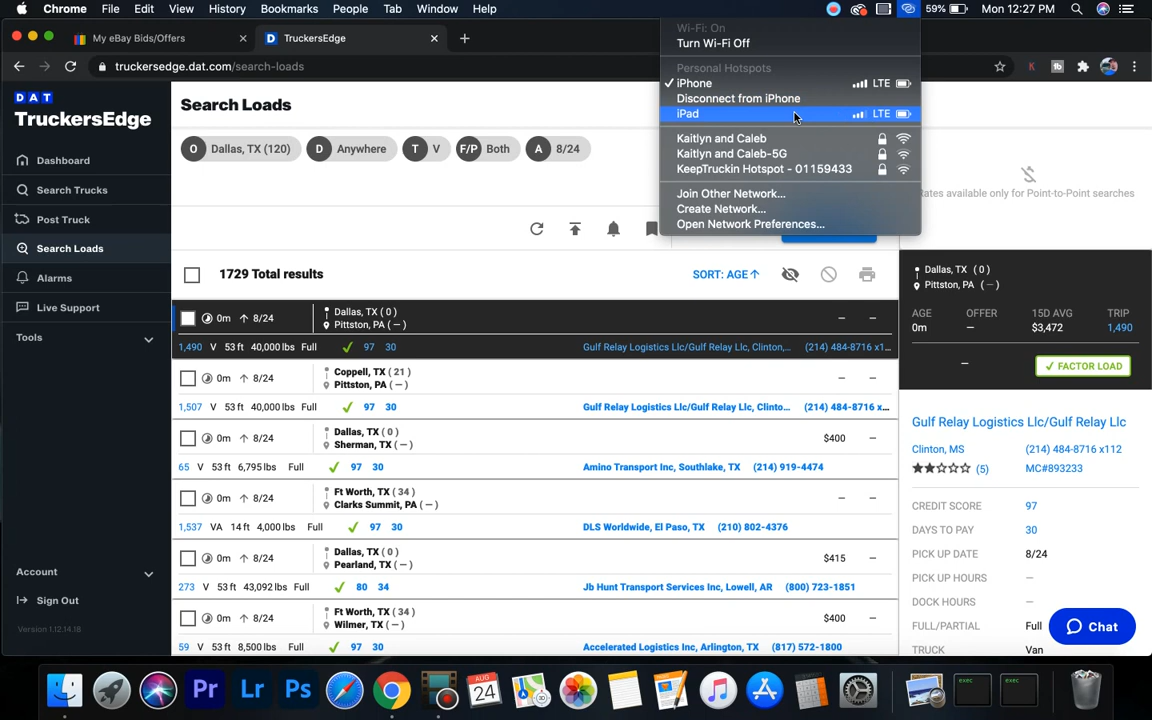 Chrome File Edit View History Bookmarks People Tab Window Help 59% Mon 12:27 PM
My eBay Bids/Offers TruckersEdge
truckersedge.dat.com/search-loads
Wi-Fi: On
Turn Wi-Fi Off
Personal Hotspots
iPhone LTE
Disconnect from iPhone
iPad LTE
Kaitlyn and Caleb
Kaitlyn and Caleb-5G
KeepTruckin Hotspot - 01159433
Join Other Network...
Create Network...
Open Network Preferences...
DAT
TruckersEdge
Dashboard
Search Trucks
Post Truck
Search Loads
Alarms
Live Support
Tools
Account
Sign Out
Version 1.12.14.18
Search Loads
O Dallas, TX (120) D Anywhere T V F/P Both A 8/24
1729 Total results SORT: AGE
0m 8/24 Dallas, TX ( 0 ) – –
Pittston, PA ( – )
1,490 V 53 ft 40,000 lbs Full 97 30 Gulf Relay Logistics Llc/Gulf Relay Llc, Clinton,... (214) 484-8716 x1...
0m 8/24 Coppell, TX ( 21 ) – –
Pittston, PA ( – )
1,507 V 53 ft 40,000 lbs Full 97 30 Gulf Relay Logistics Llc/Gulf Relay Llc, Clinto... (214) 484-8716 x...
0m 8/24 Dallas, TX ( 0 ) $400 –
Sherman, TX ( – )
65 V 53 ft 6,795 lbs Full 97 30 Amino Transport Inc, Southlake, TX (214) 919-4474
0m 8/24 Ft Worth, TX ( 34 ) – –
Clarks Summit, PA ( – )
1,537 VA 14 ft 4,000 lbs Full 97 30 DLS Worldwide, El Paso, TX (210) 802-4376
0m 8/24 Dallas, TX ( 0 ) $415 –
Pearland, TX ( – )
273 V 53 ft 43,092 lbs Full 80 34 Jb Hunt Transport Services Inc, Lowell, AR (800) 723-1851
0m 8/24 Ft Worth, TX ( 34 ) $400 –
Wilmer, TX ( – )
59 V 53 ft 8,500 lbs Full 97 30 Accelerated Logistics Inc, Arlington, TX (817) 572-1800
ates available only for Point-to-Point searches
Dallas, TX ( 0 )
Pittston, PA ( – )
AGE OFFER 15D AVG TRIP
0m – $3,472 1,490
– FACTOR LOAD
Gulf Relay Logistics Llc/Gulf Relay Llc
Clinton, MS (214) 484-8716 x112
(5) MC#893233
CREDIT SCORE 97
DAYS TO PAY 30
PICK UP DATE 8/24
PICK UP HOURS –
DOCK HOURS –
FULL/PARTIAL Full
TRUCK Van
Chat
Pr Lr Ps
AUG
24
exec exec